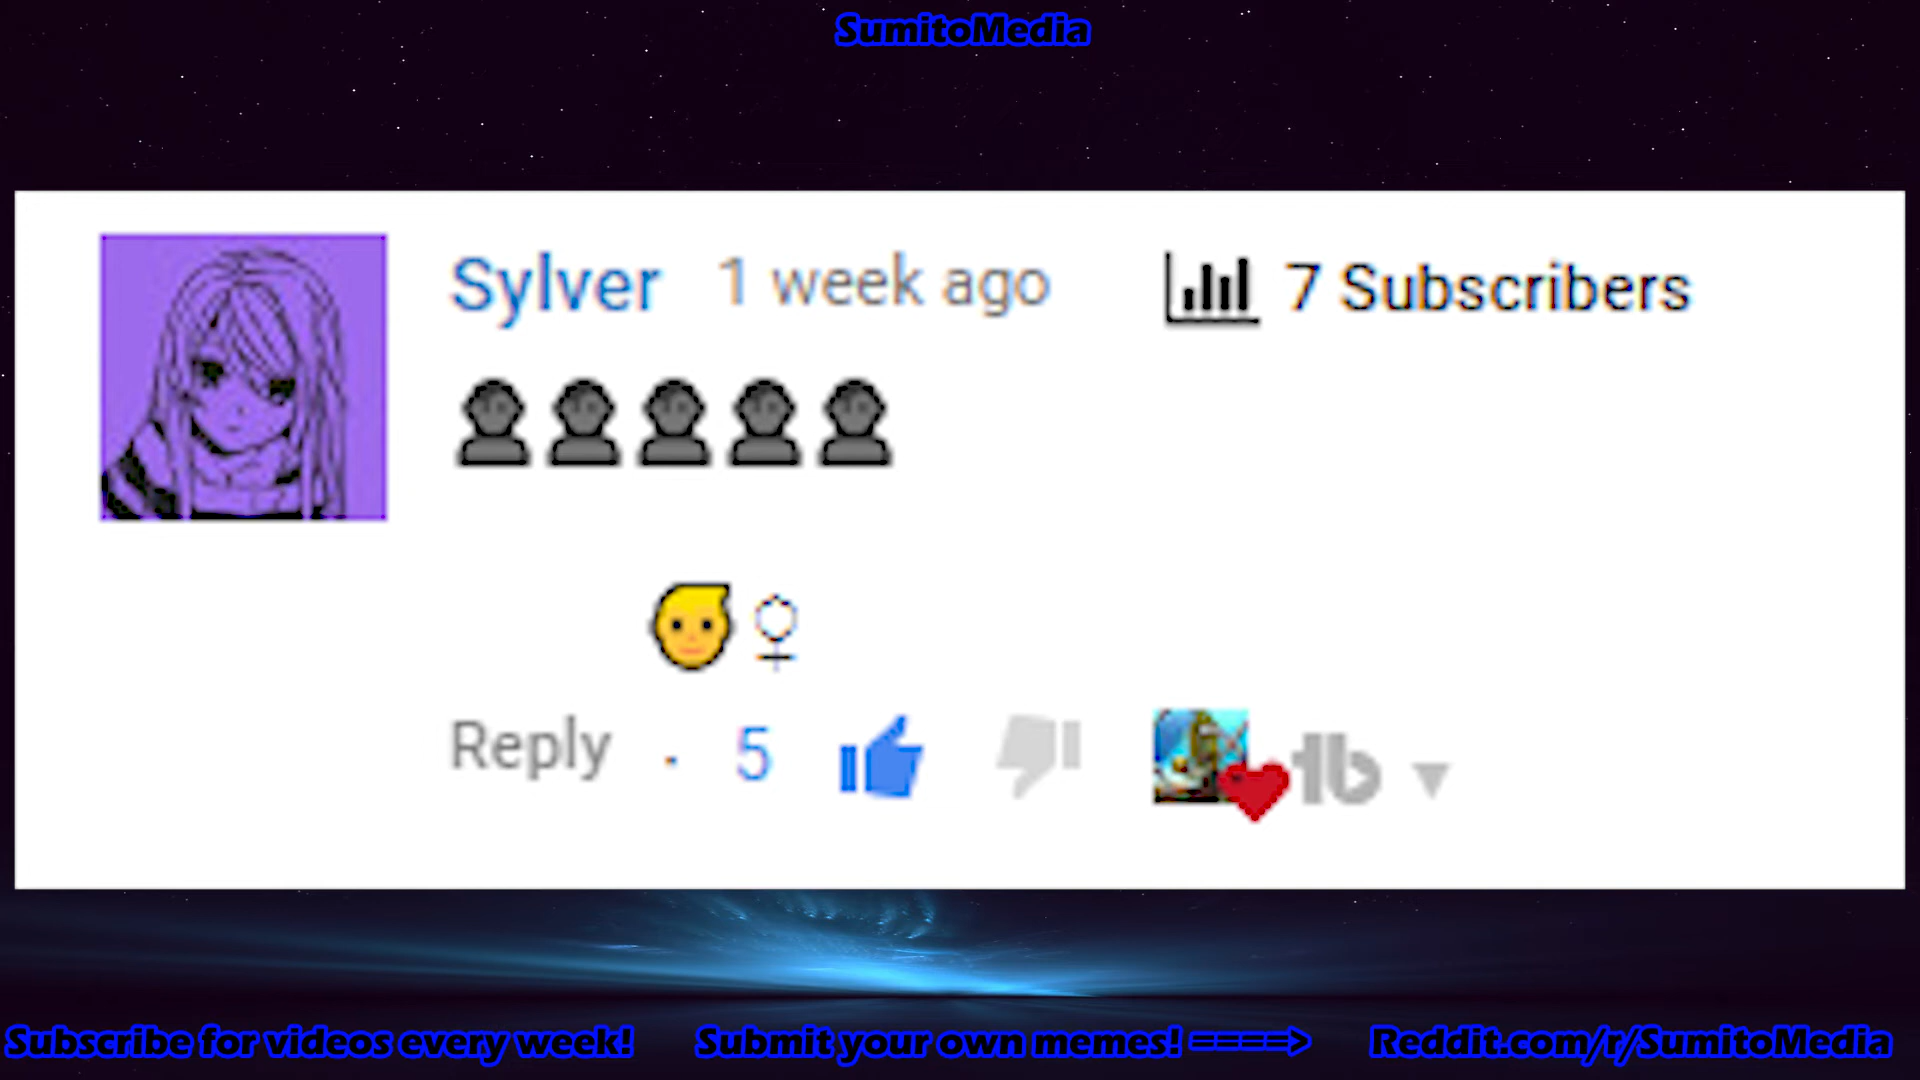 SumitoMedia
Sylver 1 week ago 7 Subscribers
👤👤👤👤👤
👱♀
Reply · 5
Subscribe for videos every week! Submit your own memes! ====> Reddit.com/r/SumitoMedia